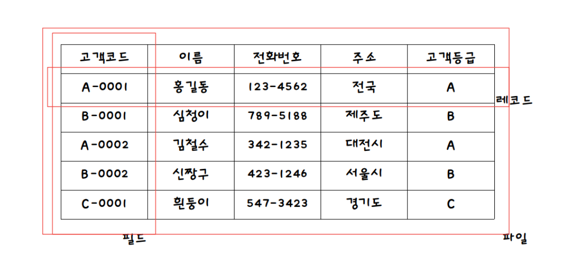 고객코드 이름 전화번호 주소 고객등급
A-0001 홍길동 123-4562 전국 A
레코드
B-0001 심청이 789-5188 제주도 B
A-0002 김철수 342-1235 대전시 A
B-0002 신짱구 423-1246 서울시 B
C-0001 흰둥이 547-3423 경기도 C
필드 파일